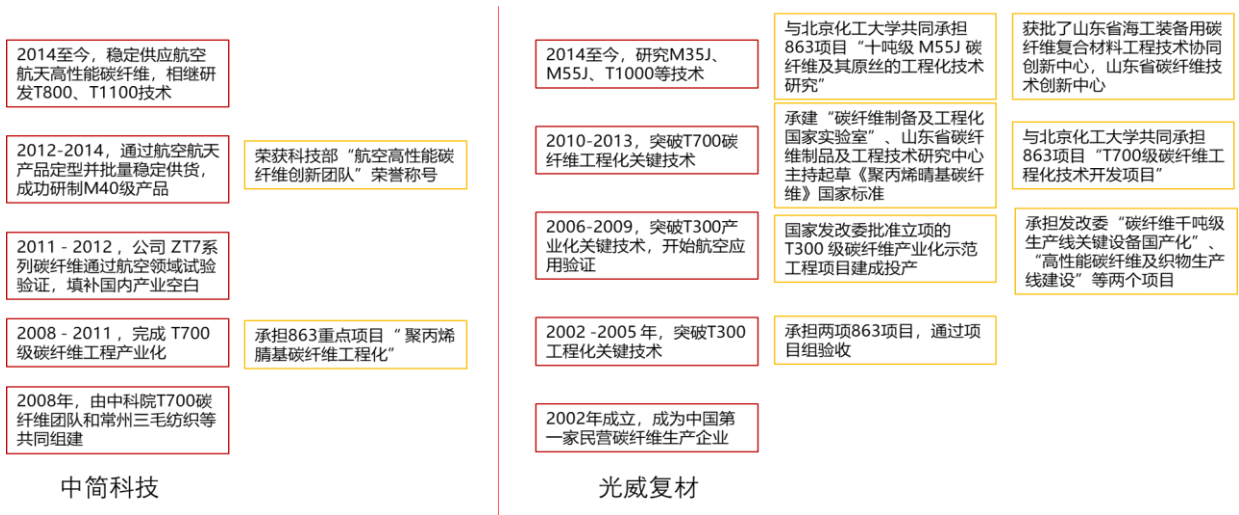 2014至今，稳定供应航空
航天高性能碳纤维，相继研
发T800、T1100技术
2012-2014，通过航空航天
产品定型并批量稳定供货，
成功研制M40级产品
荣获科技部“航空高性能碳
纤维创新团队”荣誉称号
2011 - 2012 ，公司 ZT7系
列碳纤维通过航空领域试验
验证，填补国内产业空白
2008 - 2011 ，完成 T700
级碳纤维工程产业化
承担863重点项目“ 聚丙烯
腈基碳纤维工程化”
2008年，由中科院T700碳
纤维团队和常州三毛纺织等
共同组建
中简科技
2014至今，研究M35J、
M55J、T1000等技术
与北京化工大学共同承担
863项目“十吨级 M55J 碳
纤维及其原丝的工程化技术
研究”
获批了山东省海工装备用碳
纤维复合材料工程技术协同
创新中心，山东省碳纤维技
术创新中心
2010-2013，突破T700碳
纤维工程化关键技术
承建“碳纤维制备及工程化
国家实验室”、山东省碳纤
维制品及工程技术研究中心
主持起草《聚丙烯晴基碳纤
维》国家标准
与北京化工大学共同承担
863项目“T700级碳纤维工
程化技术开发项目”
2006-2009，突破T300产
业化关键技术，开始航空应
用验证
国家发改委批准立项的
T300 级碳纤维产业化示范
工程项目建成投产
承担发改委“碳纤维千吨级
生产线关键设备国产化”、
“高性能碳纤维及织物生产
线建设”等两个项目
2002 -2005 年，突破T300
工程化关键技术
承担两项863项目，通过项
目组验收
2002年成立，成为中国第
一家民营碳纤维生产企业
光威复材